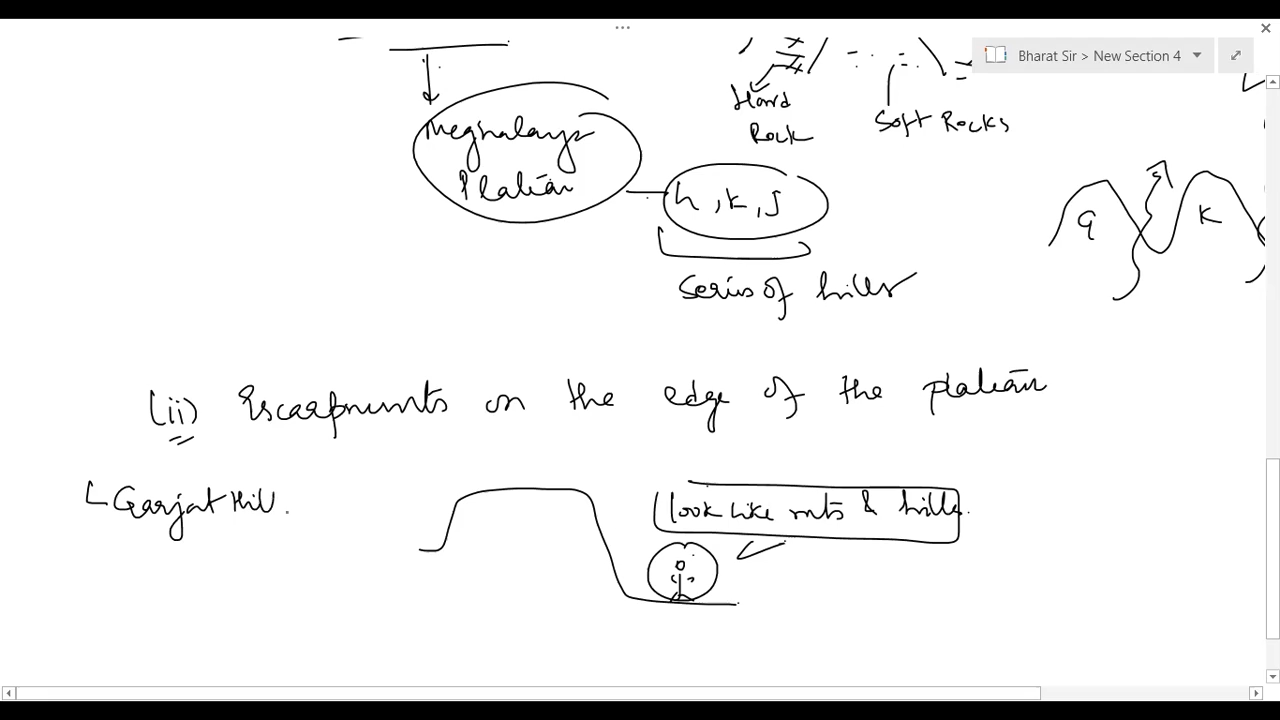 Bharat Sir > New Section 4
Hard
Rock
Soft Rocks
Meghalaya
Plateau
h, k, J
Series of hills
G
K
(ii) Escarpments on the edge of the plateau
Garjat Hill.
look like mts & hills.